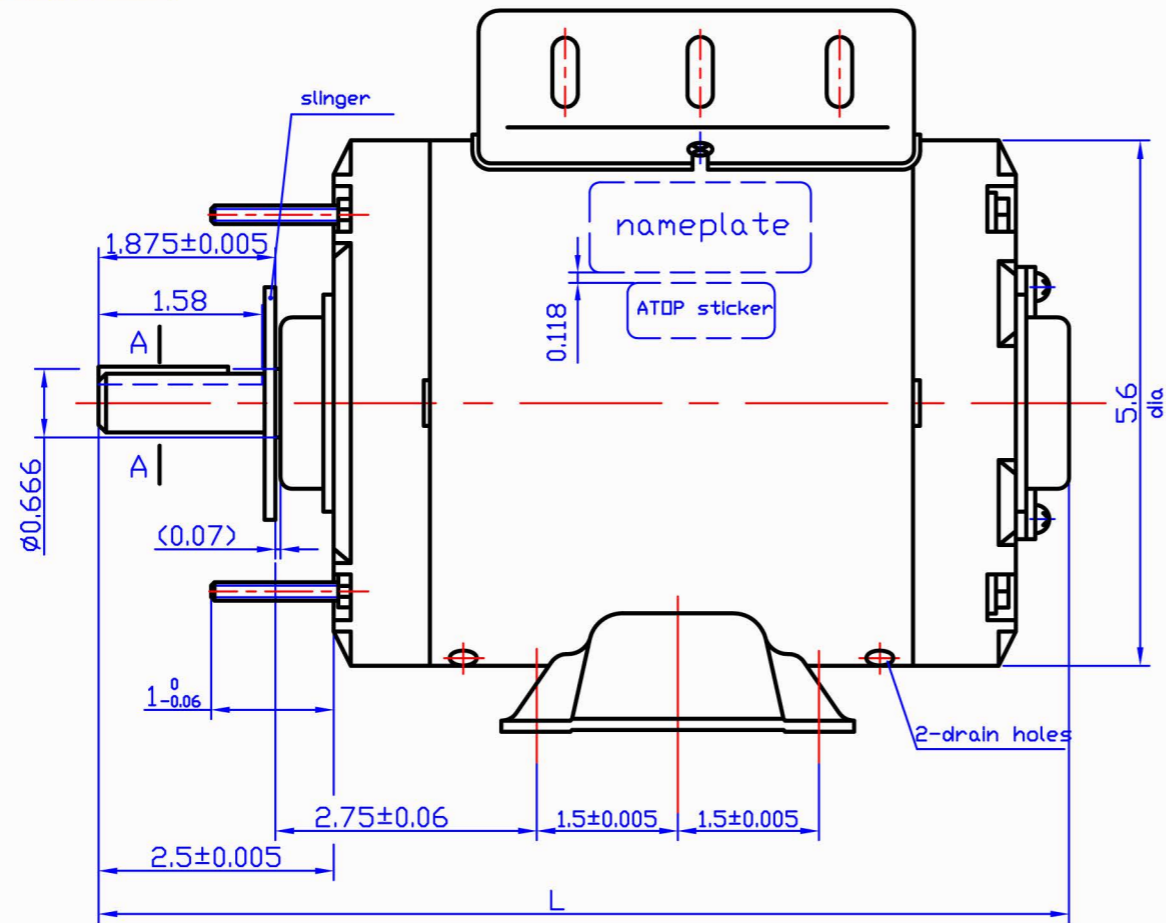 slinger
1.875±0.005
nameplate
1.58
ATOP sticker
0.118
A
5.6
dia
A
Ø0.666
(0.07)
1 0 -0.06
2-drain holes
2.75±0.06
1.5±0.005
1.5±0.005
2.5±0.005
L